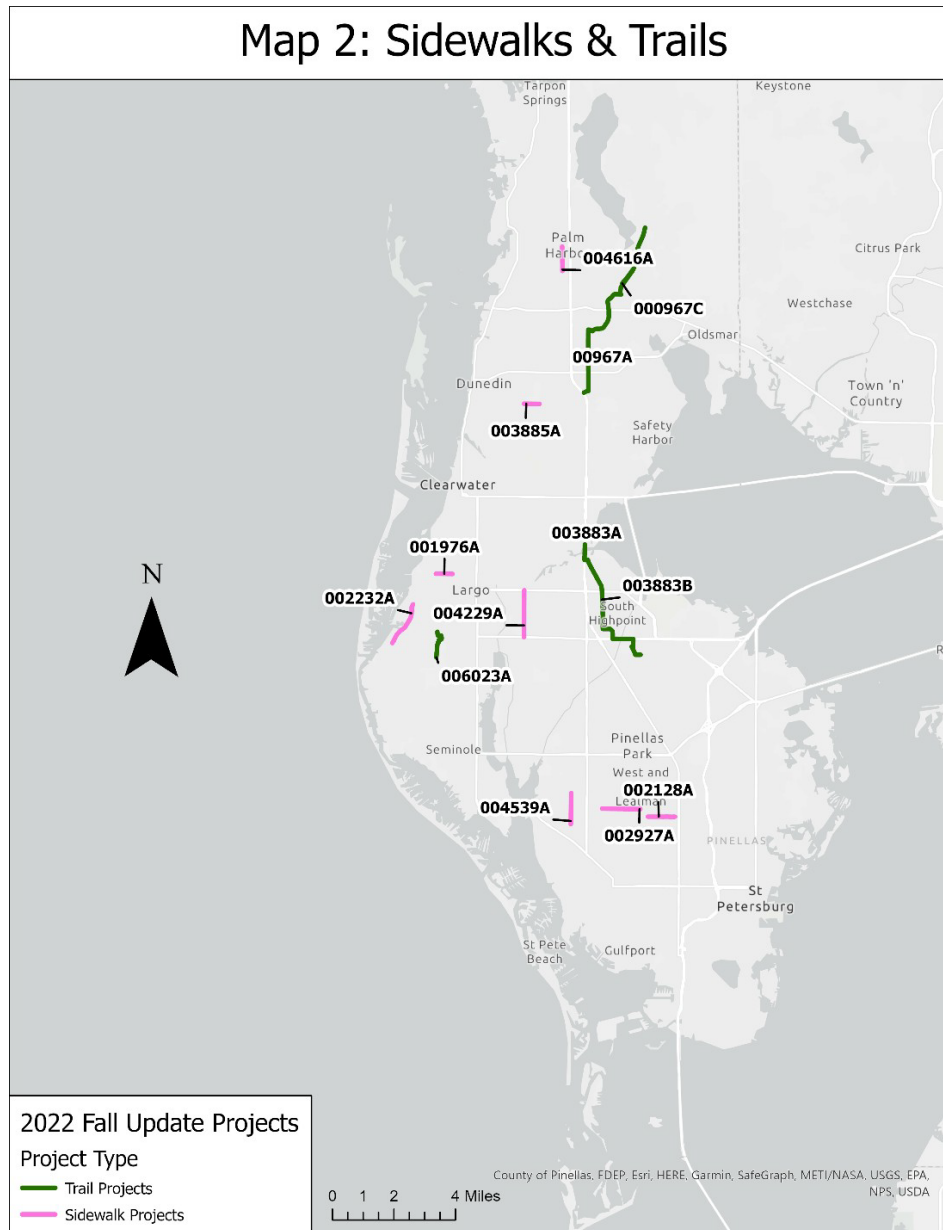 Map 2: Sidewalks & Trails
Tarpon
Springs
Keystone
Palm
Harbor
Citrus Park
004616A
000967C
Westchase
Oldsmar
00967A
Dunedin
Town 'n'
Country
003885A
Safety
Harbor
Clearwater
003883A
001976A
N
Largo
003883B
002232A
004229A
South
Highpoint
006023A
Pinellas
Park
Seminole
West and
002128A
Lealman
004539A
002927A
PINELLAS
St
Petersburg
Gulfport
St Pete
Beach
2022 Fall Update Projects
Project Type
Trail Projects
Sidewalk Projects
0 1 2 4 Miles
County of Pinellas, FDEP, Esri, HERE, Garmin, SafeGraph, METI/NASA, USGS, EPA,
NPS, USDA